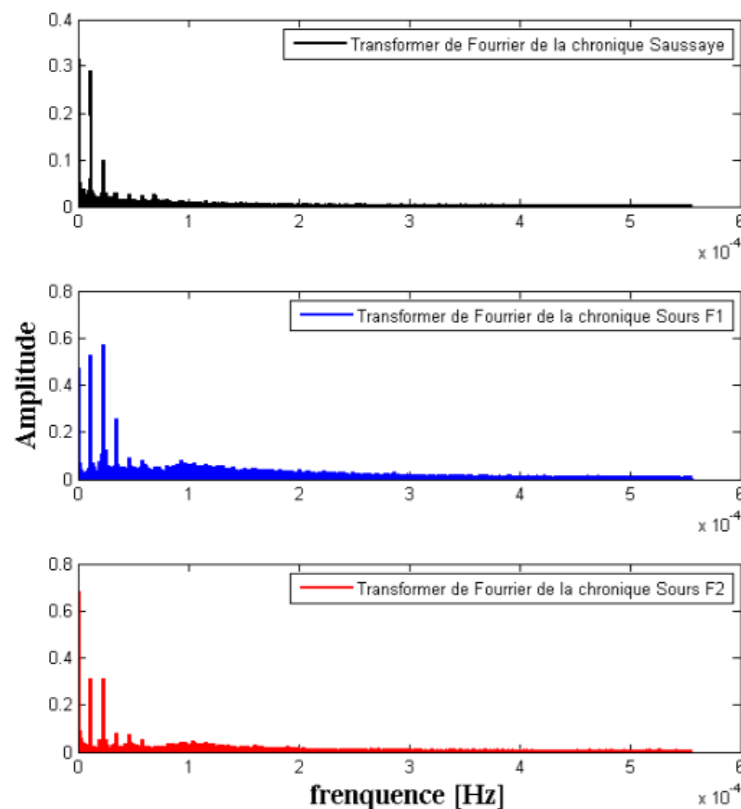 0.4
Transformer de Fourrier de la chronique Saussaye
0.3
0.2
0.1
0
0 1 2 3 4 5 6
x 10⁻⁴
0.8
Transformer de Fourrier de la chronique Sours F1
0.6
0.4
0.2
0
0 1 2 3 4 5 6
x 10⁻⁴
Amplitude
0.8
Transformer de Fourrier de la chronique Sours F2
0.6
0.4
0.2
0
0 1 2 3 4 5 6
x 10⁻⁴
frenquence [Hz]